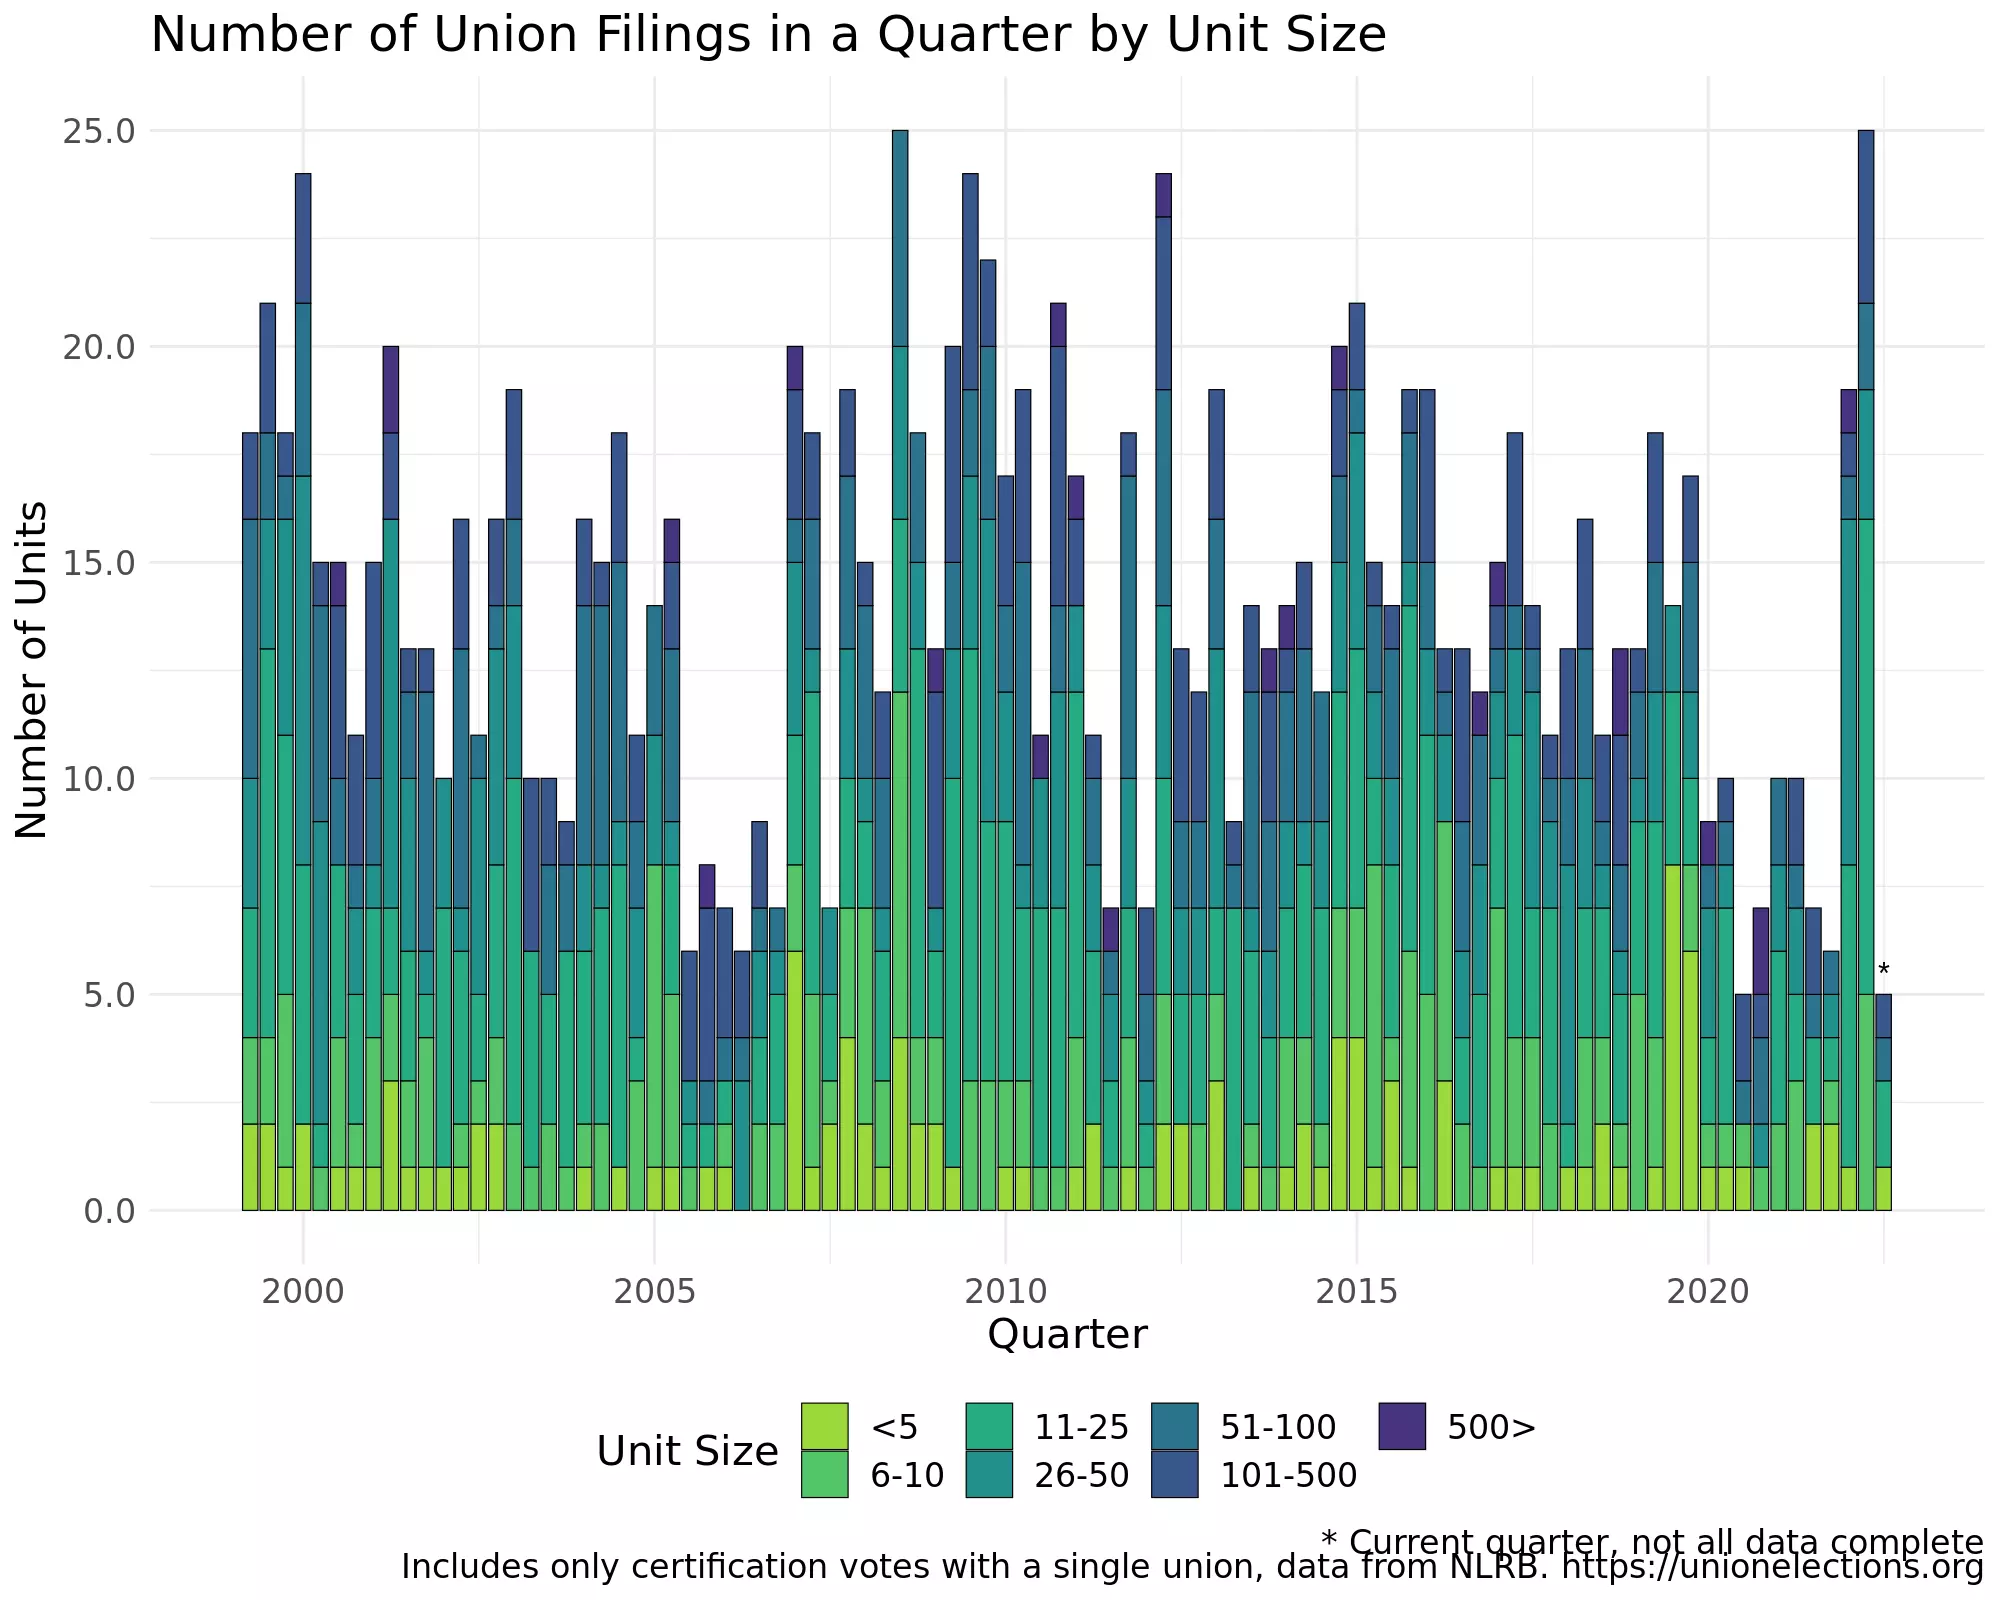 Number of Union Filings in a Quarter by Unit Size
Number of Units
25.0
20.0
15.0
10.0
5.0
0.0
*
2000 2005 2010 2015 2020
Quarter
Unit Size
<5 11-25 51-100 500>
6-10 26-50 101-500
* Current quarter, not all data complete
Includes only certification votes with a single union, data from NLRB. https://unionelections.org